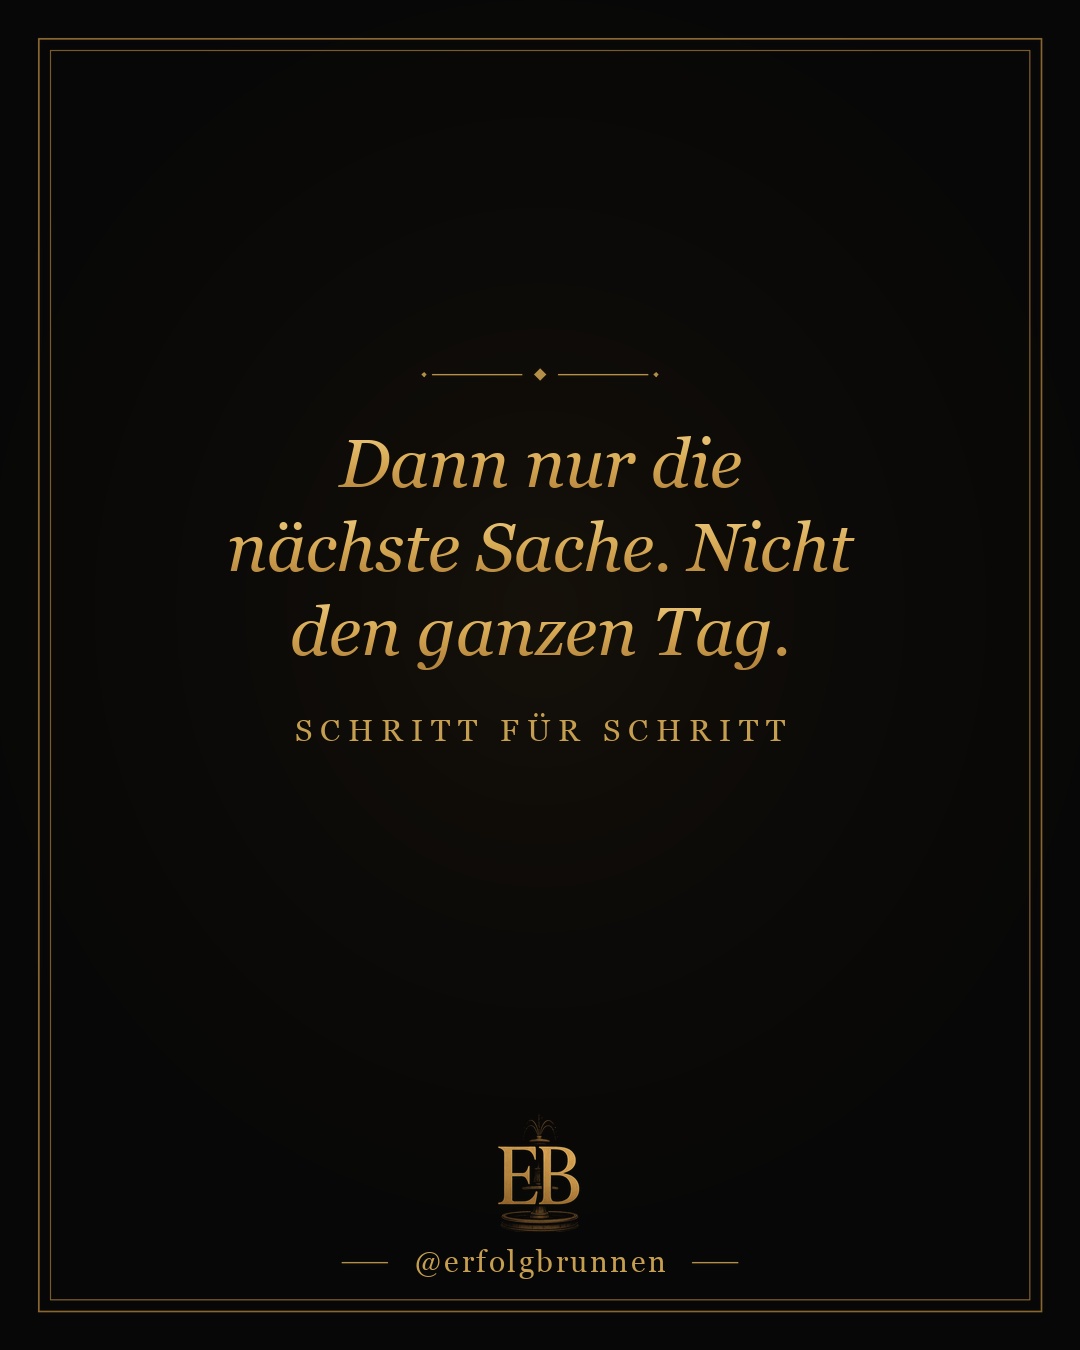 Dann nur die
nächste Sache. Nicht
den ganzen Tag.
SCHRITT FÜR SCHRITT
EB
@erfolgbrunnen